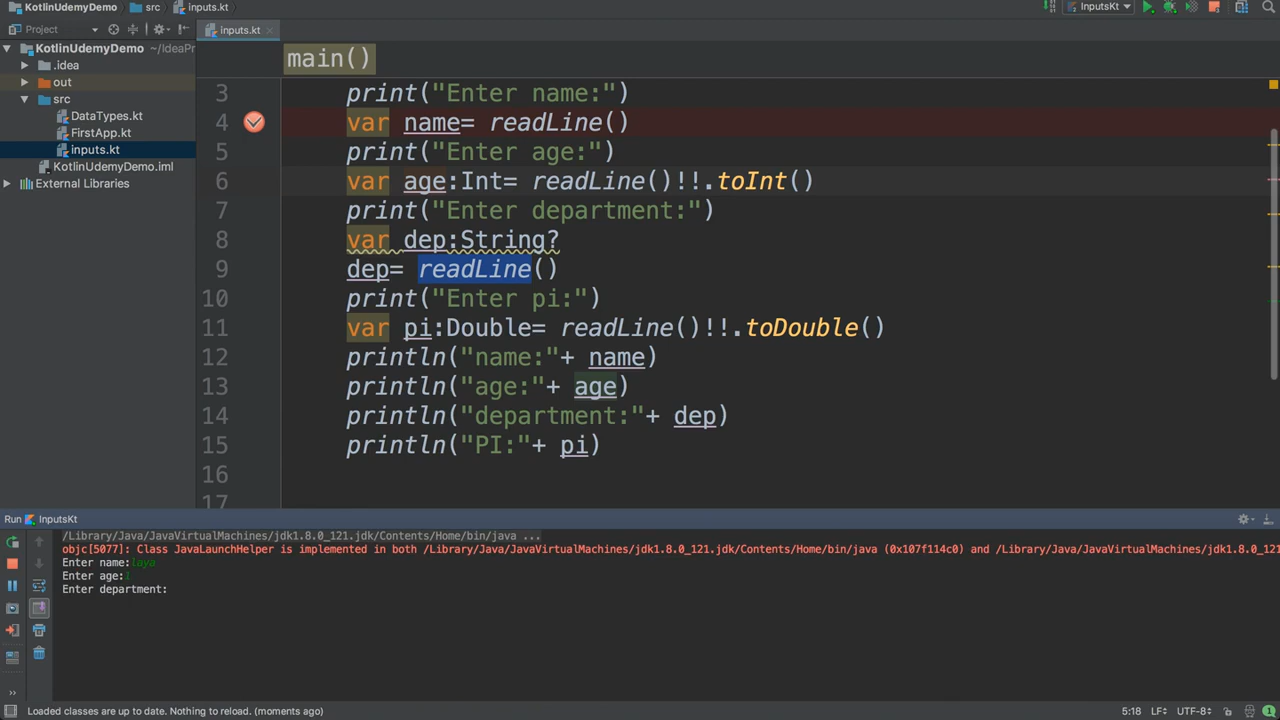 KotlinUdemyDemo src inputs.kt InputsKt
Project inputs.kt
KotlinUdemyDemo ~/IdeaPr
.idea
out
src
DataTypes.kt
FirstApp.kt
inputs.kt
KotlinUdemyDemo.iml
External Libraries
main()
3 print("Enter name:")
4 var name= readLine()
5 print("Enter age:")
6 var age:Int= readLine()!!.toInt()
7 print("Enter department:")
8 var dep:String?
9 dep= readLine()
10 print("Enter pi:")
11 var pi:Double= readLine()!!.toDouble()
12 println("name:"+ name)
13 println("age:"+ age)
14 println("department:"+ dep)
15 println("PI:"+ pi)
16
17
Run InputsKt
/Library/Java/JavaVirtualMachines/jdk1.8.0_121.jdk/Contents/Home/bin/java ...
objc[5077]: Class JavaLaunchHelper is implemented in both /Library/Java/JavaVirtualMachines/jdk1.8.0_121.jdk/Contents/Home/bin/java (0x107f114c0) and /Library/Java/JavaVirtualMachines/jdk1.8.0_121
Enter name:laya
Enter age:
Enter department:
Loaded classes are up to date. Nothing to reload. (moments ago) 5:18 LF UTF-8 1